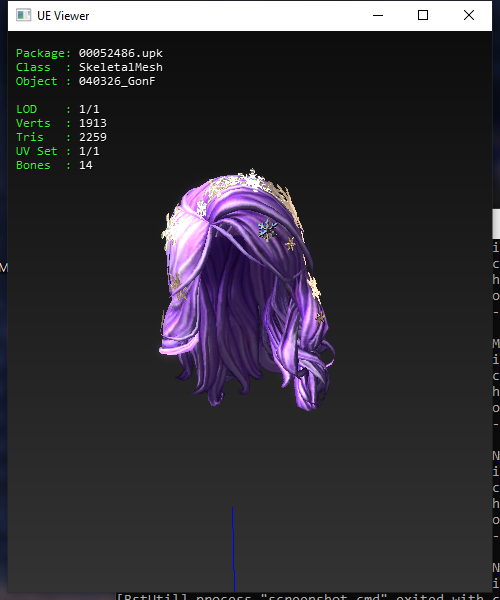 UE Viewer
Package: 00052486.upk
Class : SkeletalMesh
Object : 040326_GonF
LOD : 1/1
Verts : 1913
Tris : 2259
UV Set : 1/1
Bones : 14
M
i
c
h
o
-
M
i
c
h
o
-
N
i
c
h
o
-
N
i
[BstUtil] process "screenshot.cmd" exited with c